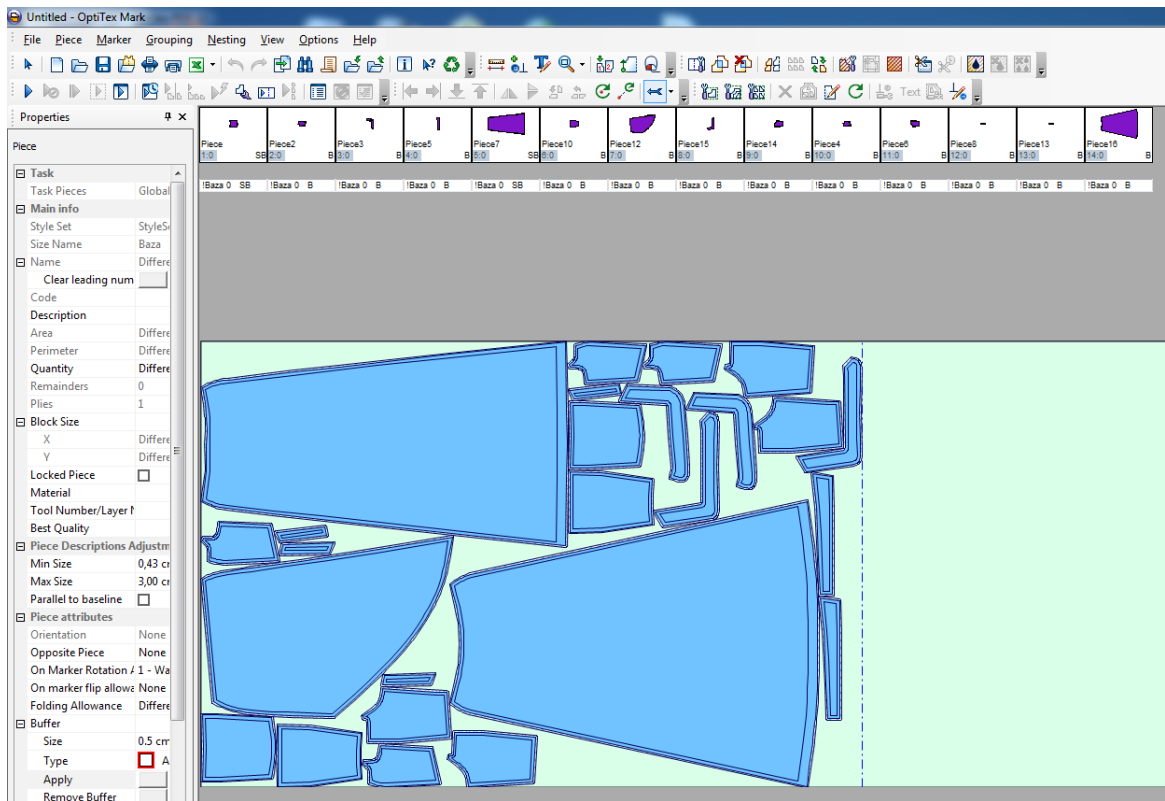 Untitled - OptiTex Mark
File Piece Marker Grouping Nesting View Options Help
Text
Properties
Piece
Task
Task Pieces Global
Main info
Style Set StyleS
Size Name Baza
Name Differe
Clear leading num
Code
Description
Area Differe
Perimeter Differe
Quantity Differe
Remainders 0
Plies 1
Block Size
X Differe
Y Differe
Locked Piece
Material
Tool Number/Layer N
Best Quality
Piece Descriptions Adjustm
Min Size 0,43 cr
Max Size 3,00 cr
Parallel to baseline
Piece attributes
Orientation None
Opposite Piece None
On Marker Rotation A 1 - Wa
On marker flip allowa None
Folding Allowance Differe
Buffer
Size 0.5 cm
Type A
Apply
Remove Buffer
Piece Piece2 Piece3 Piece5 Piece7 Piece10 Piece12 Piece15 Piece14 Piece4 Piece6 Piece8 Piece13 Piece16
1:0 SB 2:0 B 3:0 B 4:0 B 5:0 SB 6:0 B 7:0 B 8:0 B 9:0 B 10:0 B 11:0 B 12:0 B 13:0 B 14:0 B
!Baza 0 SB !Baza 0 B !Baza 0 B !Baza 0 B !Baza 0 SB !Baza 0 B !Baza 0 B !Baza 0 B !Baza 0 B !Baza 0 B !Baza 0 B !Baza 0 B !Baza 0 B !Baza 0 B